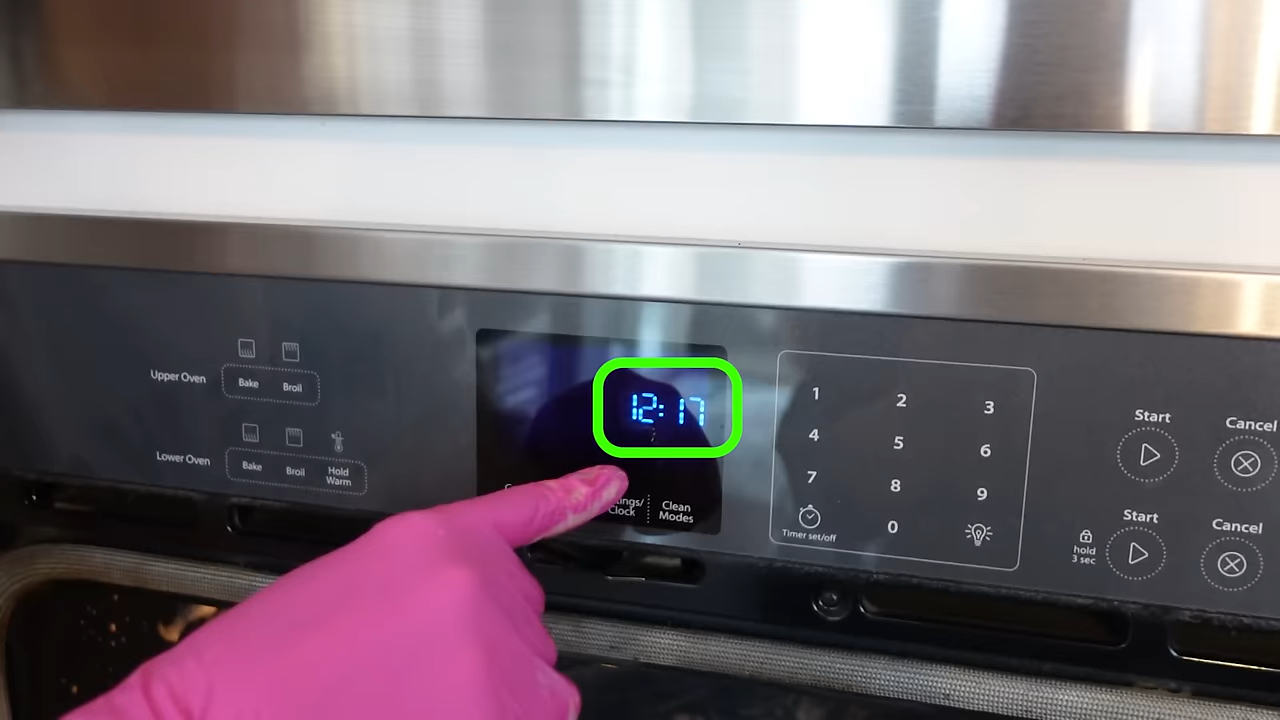 Upper Oven
Bake
Broil
Lower Oven
Bake
Broil
Hold
Warm
12:17
Clock
Clean
Modes
1
2
3
4
5
6
7
8
9
0
Timer set/off
hold
3 sec
Start
Cancel
Start
Cancel